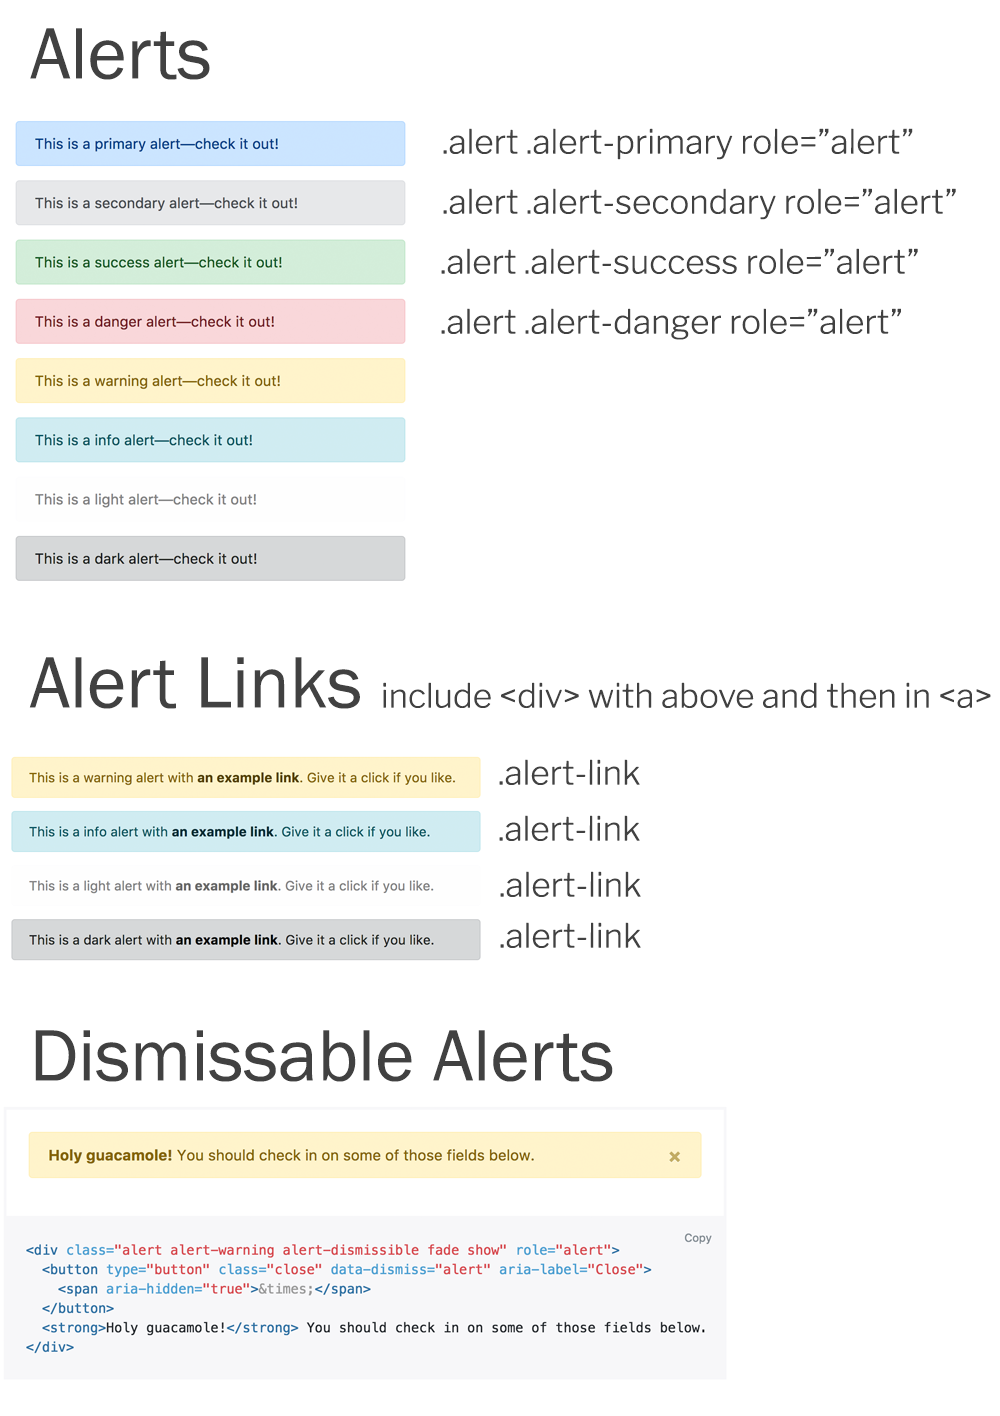 Alerts
This is a primary alert—check it out!
.alert .alert-primary role=”alert”
This is a secondary alert—check it out!
.alert .alert-secondary role=”alert”
This is a success alert—check it out!
.alert .alert-success role=”alert”
This is a danger alert—check it out!
.alert .alert-danger role=”alert”
This is a warning alert—check it out!
This is a info alert—check it out!
This is a light alert—check it out!
This is a dark alert—check it out!
Alert Links include <div> with above and then in <a>
This is a warning alert with an example link. Give it a click if you like.
.alert-link
This is a info alert with an example link. Give it a click if you like.
.alert-link
This is a light alert with an example link. Give it a click if you like.
.alert-link
This is a dark alert with an example link. Give it a click if you like.
.alert-link
Dismissable Alerts
Holy guacamole! You should check in on some of those fields below. ×
Copy
<div class="alert alert-warning alert-dismissible fade show" role="alert">
  <button type="button" class="close" data-dismiss="alert" aria-label="Close">
    <span aria-hidden="true">&times;</span>
  </button>
  <strong>Holy guacamole!</strong> You should check in on some of those fields below.
</div>